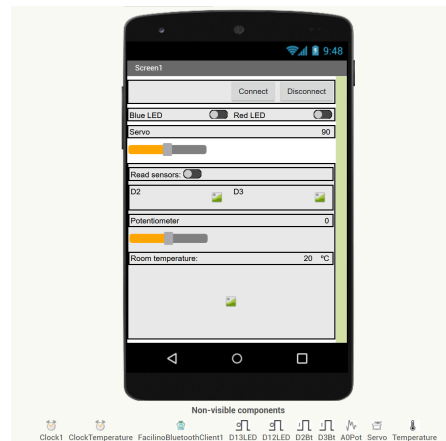 9:48
Screen1
Connect Disconnect
Blue LED Red LED
Servo 90
Read sensors:
D2 D3
Potentiometer 0
Room temperature: 20 ºC
Non-visible components
Clock1 ClockTemperature FacilinoBluetoothClient1 D13LED D12LED D2Bt D3Bt A0Pot Servo Temperature